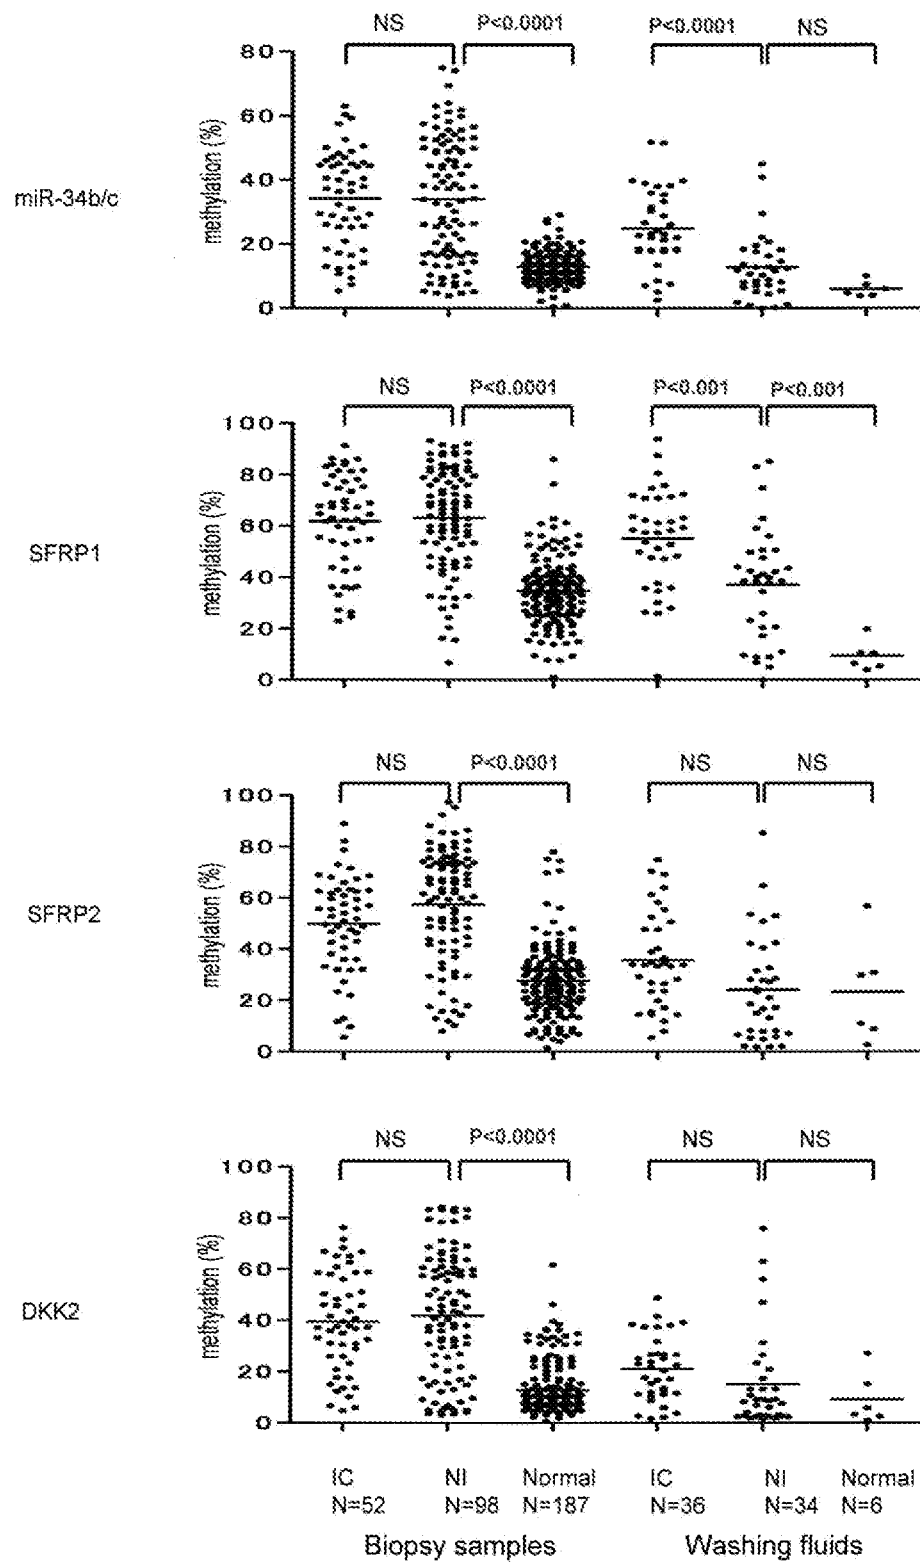 NS P<0.0001 P<0.0001 NS
miR-34b/c
methylation (%)
80
60
40
20
0
NS P<0.0001 P<0.001 P<0.001
SFRP1
methylation (%)
100
80
60
40
20
0
NS P<0.0001 NS NS
SFRP2
methylation (%)
100
80
60
40
20
0
NS P<0.0001 NS NS
DKK2
methylation (%)
100
80
60
40
20
0
IC NI Normal IC NI Normal
N=52 N=98 N=187 N=36 N=34 N=6
Biopsy samples Washing fluids